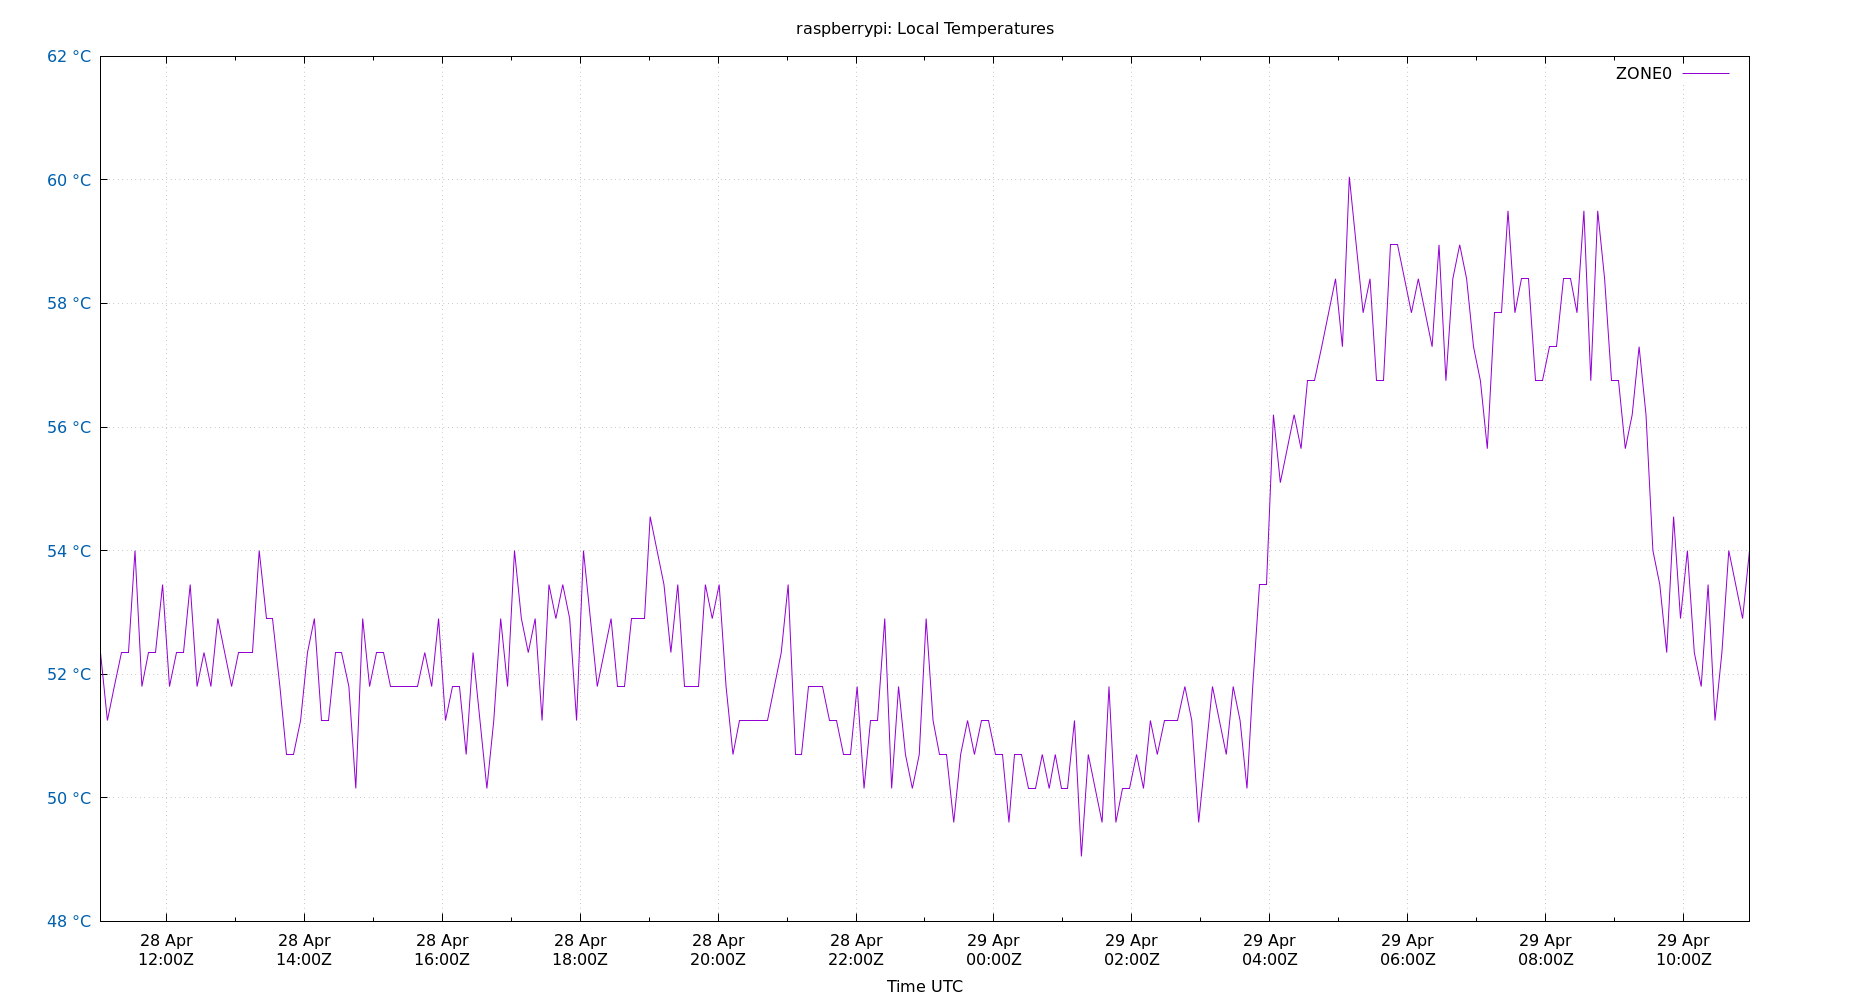 raspberrypi: Local Temperatures
62 °C
ZONE0
60 °C
58 °C
56 °C
54 °C
52 °C
50 °C
48 °C
28 Apr 28 Apr 28 Apr 28 Apr 28 Apr 28 Apr 29 Apr 29 Apr 29 Apr 29 Apr 29 Apr 29 Apr
12:00Z 14:00Z 16:00Z 18:00Z 20:00Z 22:00Z 00:00Z 02:00Z 04:00Z 06:00Z 08:00Z 10:00Z
Time UTC